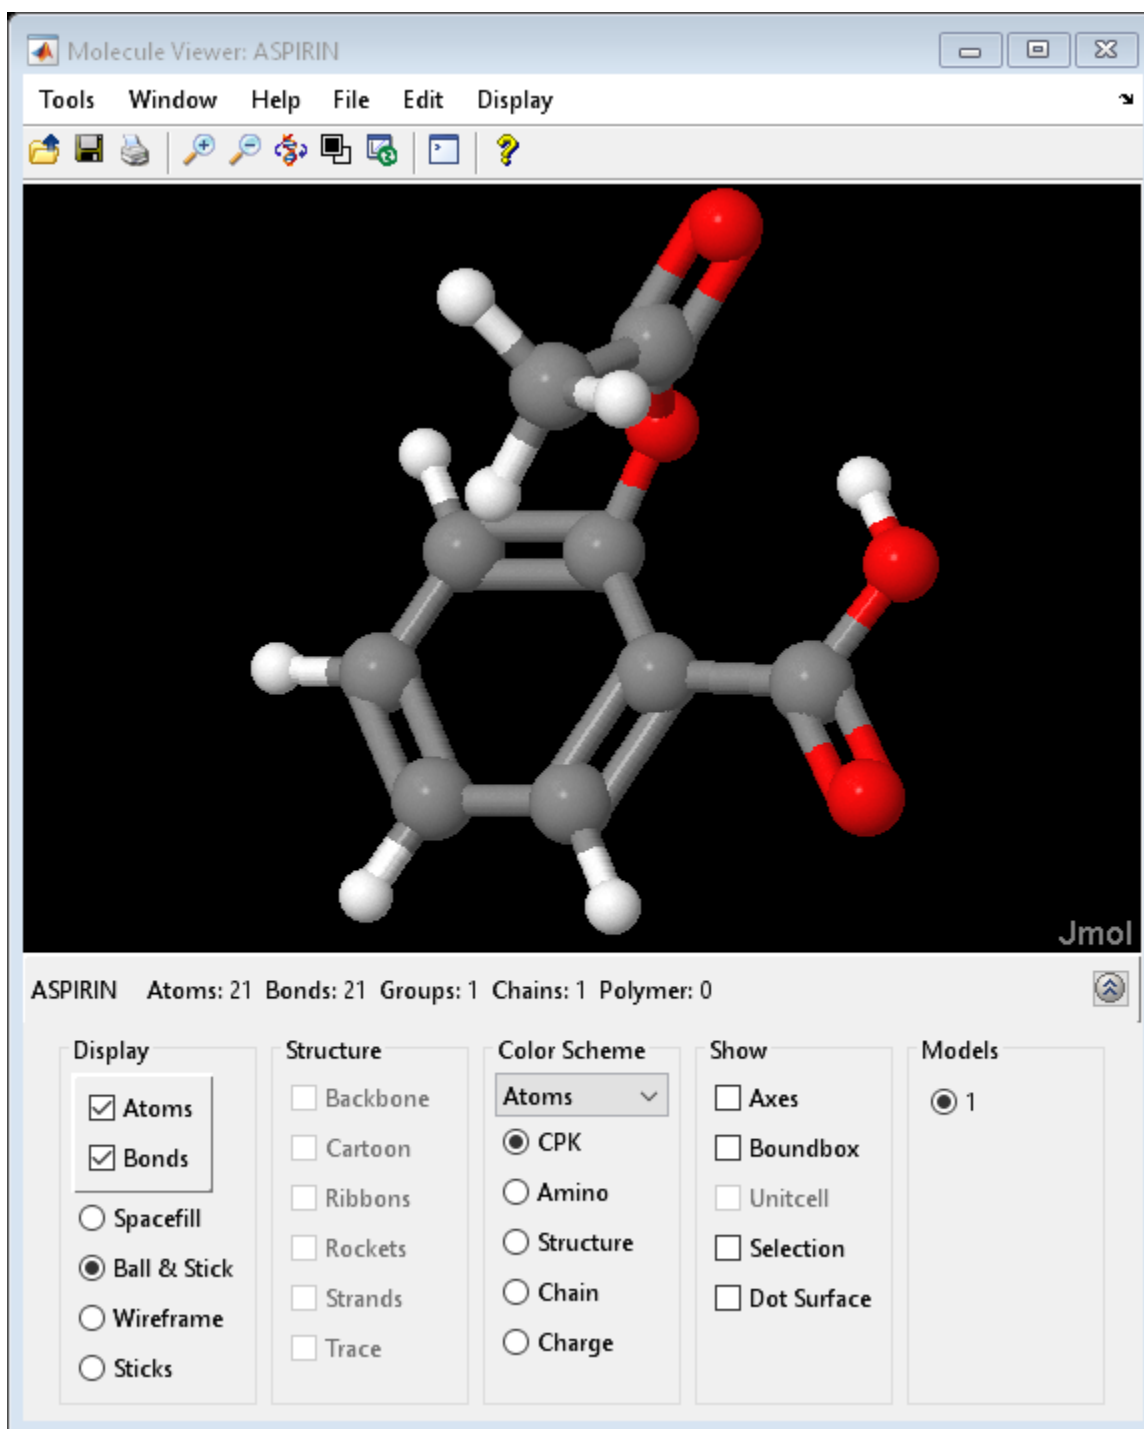 Molecule Viewer: ASPIRIN
Tools Window Help File Edit Display
Jmol
ASPIRIN Atoms: 21 Bonds: 21 Groups: 1 Chains: 1 Polymer: 0
Display
Atoms
Bonds
Spacefill
Ball & Stick
Wireframe
Sticks
Structure
Backbone
Cartoon
Ribbons
Rockets
Strands
Trace
Color Scheme
Atoms
CPK
Amino
Structure
Chain
Charge
Show
Axes
Boundbox
Unitcell
Selection
Dot Surface
Models
1